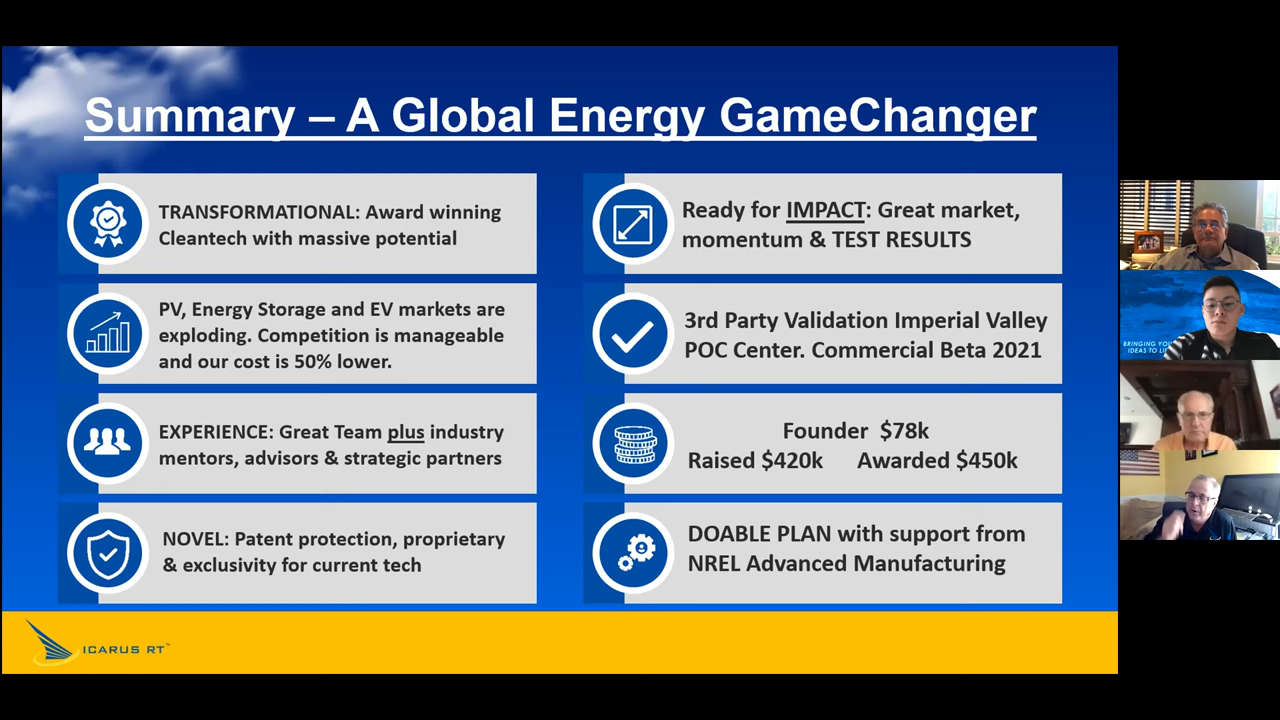 Summary – A Global Energy GameChanger
TRANSFORMATIONAL: Award winning
Cleantech with massive potential
PV, Energy Storage and EV markets are
exploding. Competition is manageable
and our cost is 50% lower.
EXPERIENCE: Great Team plus industry
mentors, advisors & strategic partners
NOVEL: Patent protection, proprietary
& exclusivity for current tech
Ready for IMPACT: Great market,
momentum & TEST RESULTS
3rd Party Validation Imperial Valley
POC Center. Commercial Beta 2021
Founder $78k
Raised $420k Awarded $450k
DOABLE PLAN with support from
NREL Advanced Manufacturing
ICARUS RT™
BRINGING
IDEAS TO